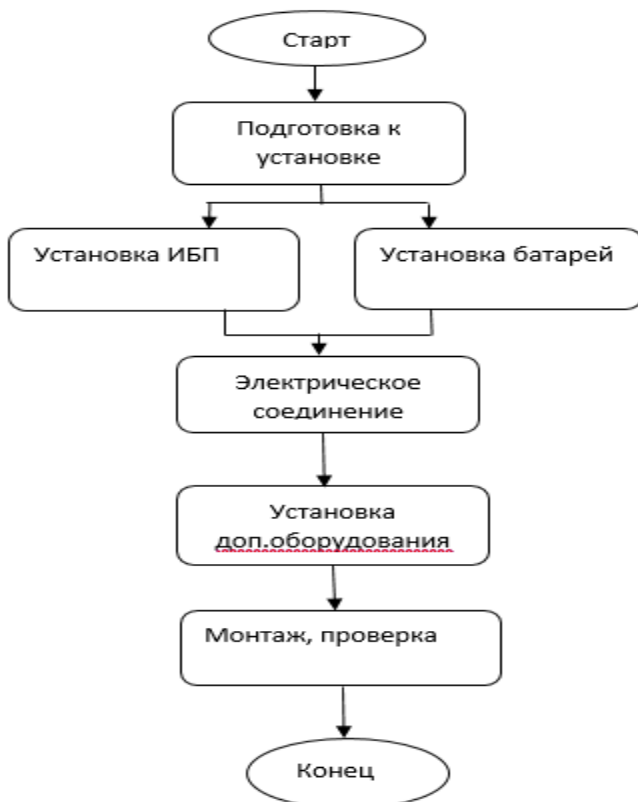 Старт
Подготовка к
установке
Установка ИБП
Установка батарей
Электрическое
соединение
Установка
доп.оборудования
Монтаж, проверка
Конец